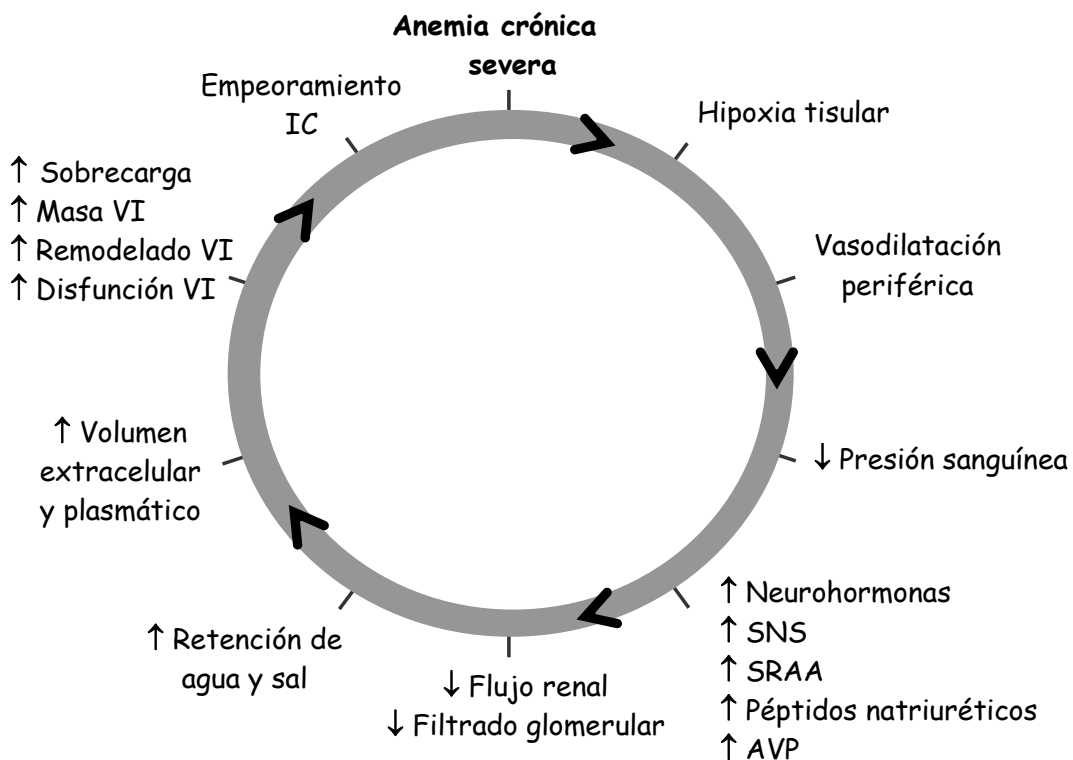 Anemia crónica
severa
Hipoxia tisular
Vasodilatación
periférica
↓ Presión sanguínea
↑ Neurohormonas
↑ SNS
↑ SRAA
↑ Péptidos natriuréticos
↑ AVP
↓ Flujo renal
↓ Filtrado glomerular
↑ Retención de
agua y sal
↑ Volumen
extracelular
y plasmático
↑ Sobrecarga
↑ Masa VI
↑ Remodelado VI
↑ Disfunción VI
Empeoramiento
IC